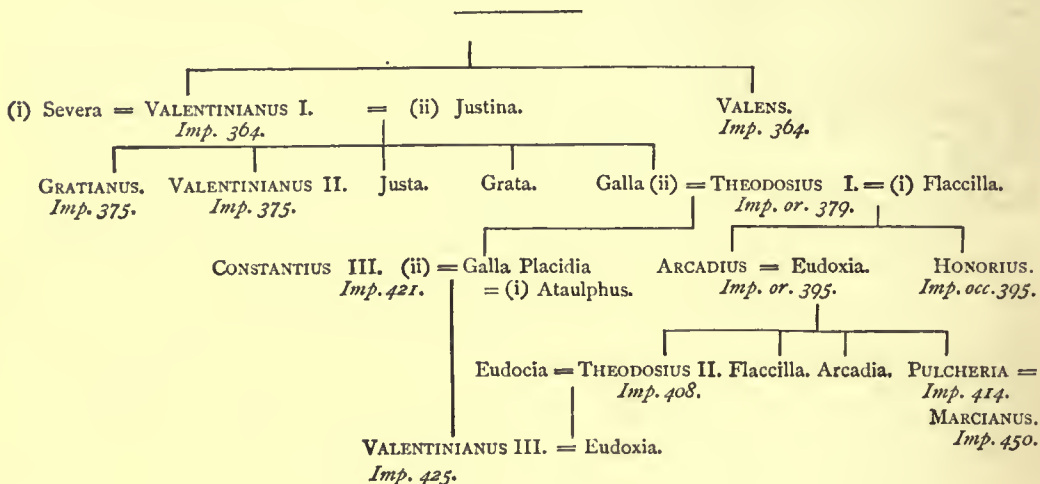 (i) Severa = VALENTINIANUS I. = (ii) Justina. VALENS.
Imp. 364. Imp. 364.
GRATIANUS. VALENTINIANUS II. Justa. Grata. Galla (ii) = THEODOSIUS I. = (i) Flaccilla.
Imp. 375. Imp. 375. Imp. or. 379.
CONSTANTIUS III. (ii) = Galla Placidia ARCADIUS = Eudoxia. HONORIUS.
Imp. 421. = (i) Ataulphus. Imp. or. 395. Imp. occ. 395.
Eudocia = THEODOSIUS II. Flaccilla. Arcadia. PULCHERIA =
Imp. 408. Imp. 414.
MARCIANUS.
Imp. 450.
VALENTINIANUS III. = Eudoxia.
Imp. 425.